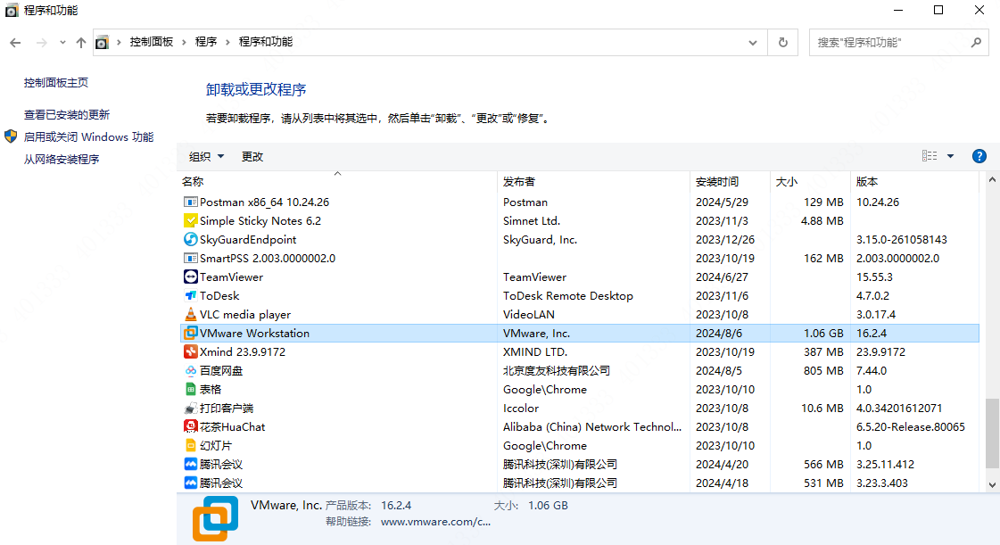 程序和功能
控制面板 › 程序 › 程序和功能
搜索"程序和功能"
控制面板主页
查看已安装的更新
启用或关闭 Windows 功能
从网络安装程序
卸载或更改程序
若要卸载程序，请从列表中将其选中，然后单击“卸载”、“更改”或“修复”。
组织 更改
名称 发布者 安装时间 大小 版本
Postman x86_64 10.24.26 Postman 2024/5/29 129 MB 10.24.26
Simple Sticky Notes 6.2 Simnet Ltd. 2023/11/3 4.88 MB
SkyGuardEndpoint SkyGuard, Inc. 2023/12/26 3.15.0-261058143
SmartPSS 2.003.0000002.0 2023/10/19 162 MB 2.003.0000002.0
TeamViewer TeamViewer 2024/6/27 15.55.3
ToDesk ToDesk Remote Desktop 2023/11/6 4.7.0.2
VLC media player VideoLAN 2023/10/8 3.0.17.4
VMware Workstation VMware, Inc. 2024/8/6 1.06 GB 16.2.4
Xmind 23.9.9172 XMIND LTD. 2023/10/19 387 MB 23.9.9172
百度网盘 北京度友科技有限公司 2024/8/5 805 MB 7.44.0
表格 Google\Chrome 2023/10/10 1.0
打印客户端 Iccolor 2023/10/8 10.6 MB 4.0.34201612071
花茶HuaChat Alibaba (China) Network Technol... 2023/10/8 6.5.20-Release.80065
幻灯片 Google\Chrome 2023/10/10 1.0
腾讯会议 腾讯科技(深圳)有限公司 2024/4/20 566 MB 3.25.11.412
腾讯会议 腾讯科技(深圳)有限公司 2024/4/18 531 MB 3.23.3.403
VMware, Inc. 产品版本: 16.2.4 大小: 1.06 GB
帮助链接: www.vmware.com/c...